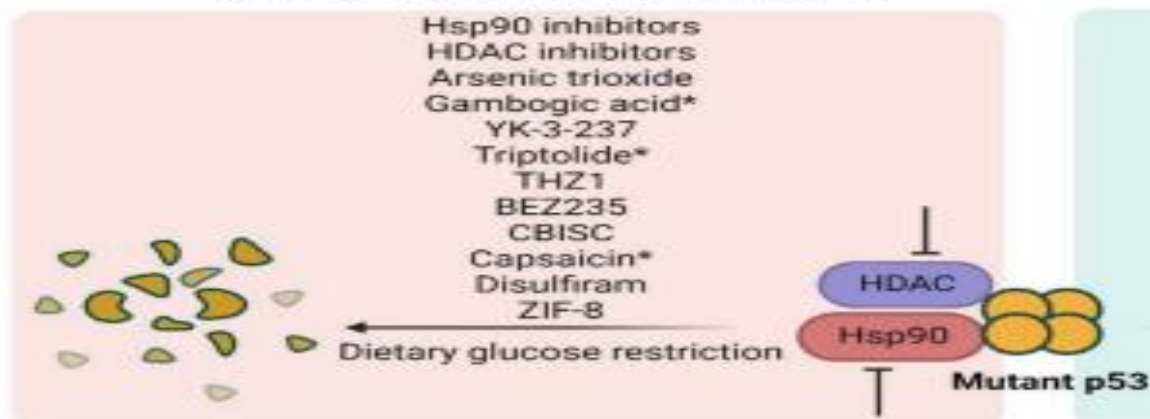 Hsp90 inhibitors
HDAC inhibitors
Arsenic trioxide
Gambogic acid*
YK-3-237
Triptolide*
THZ1
BEZ235
CBISC
Capsaicin*
Disulfiram
ZIF-8
Dietary glucose restriction
HDAC
Hsp90
Mutant p53